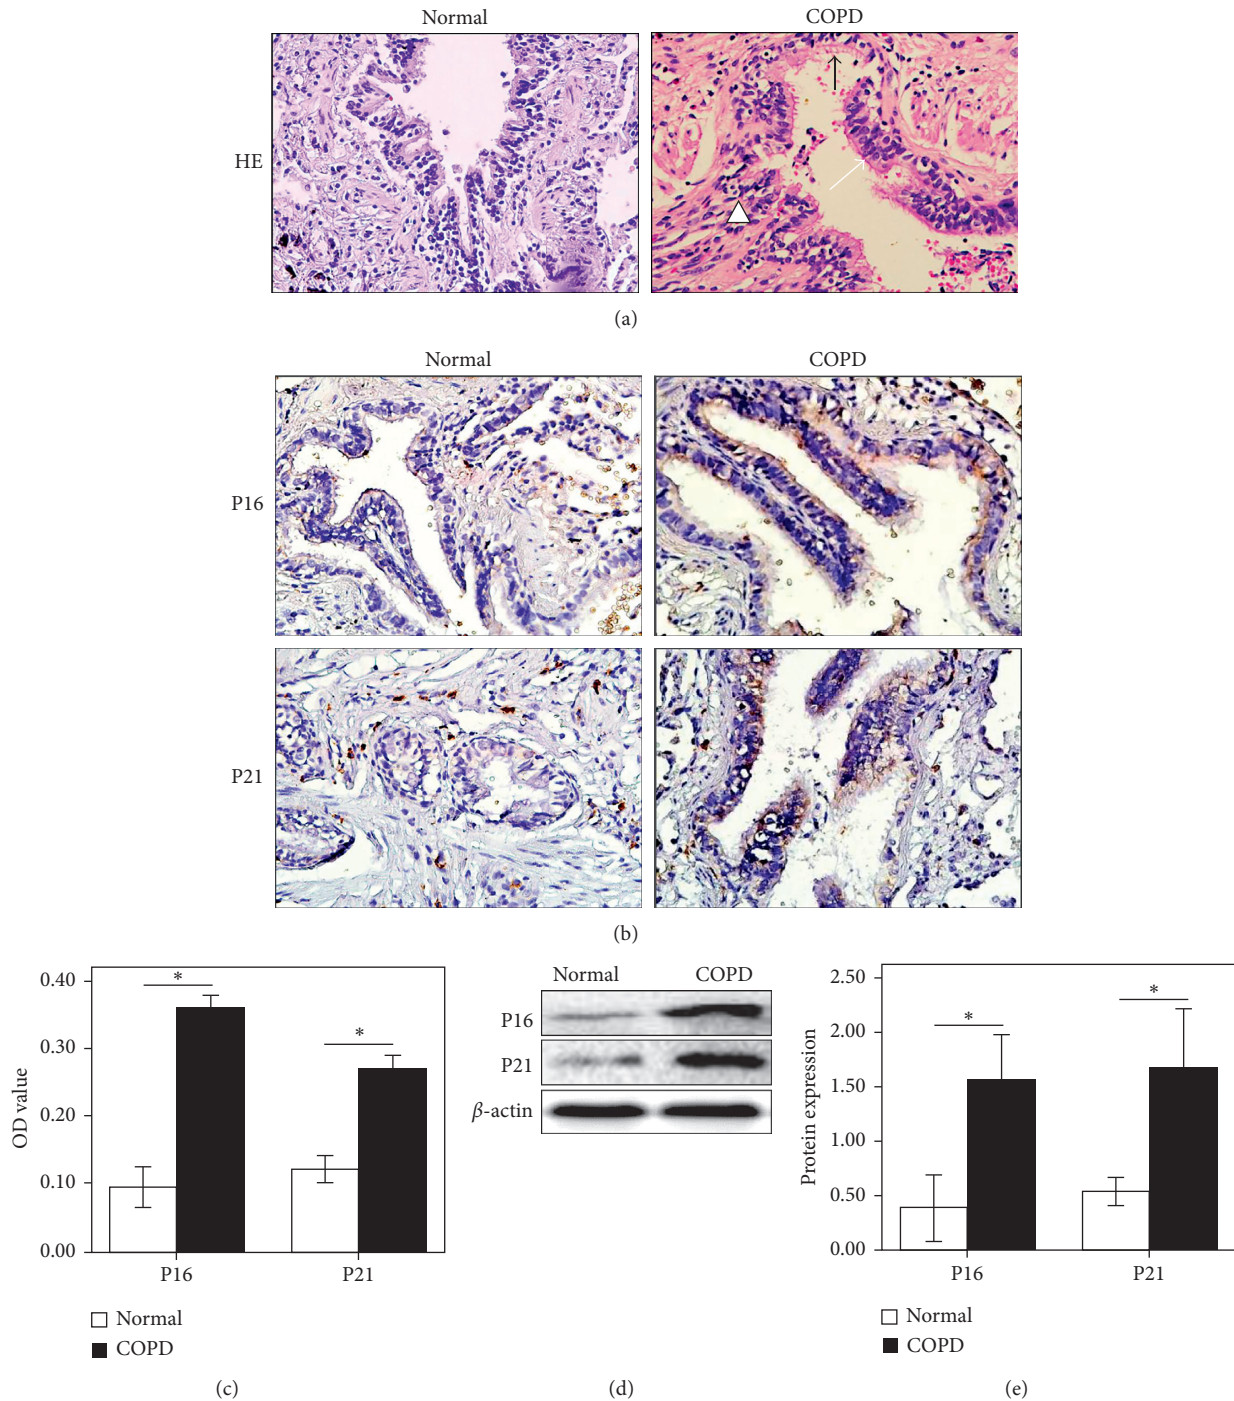 Normal COPD
HE
(a)
Normal COPD
P16
P21
(b)
0.40
0.30
0.20
0.10
0.00
OD value
*
*
P16 P21
Normal
COPD
(c)
Normal COPD
P16
P21
β-actin
(d)
2.50
2.00
1.50
1.00
0.50
0.00
Protein expression
*
*
P16 P21
Normal
COPD
(e)